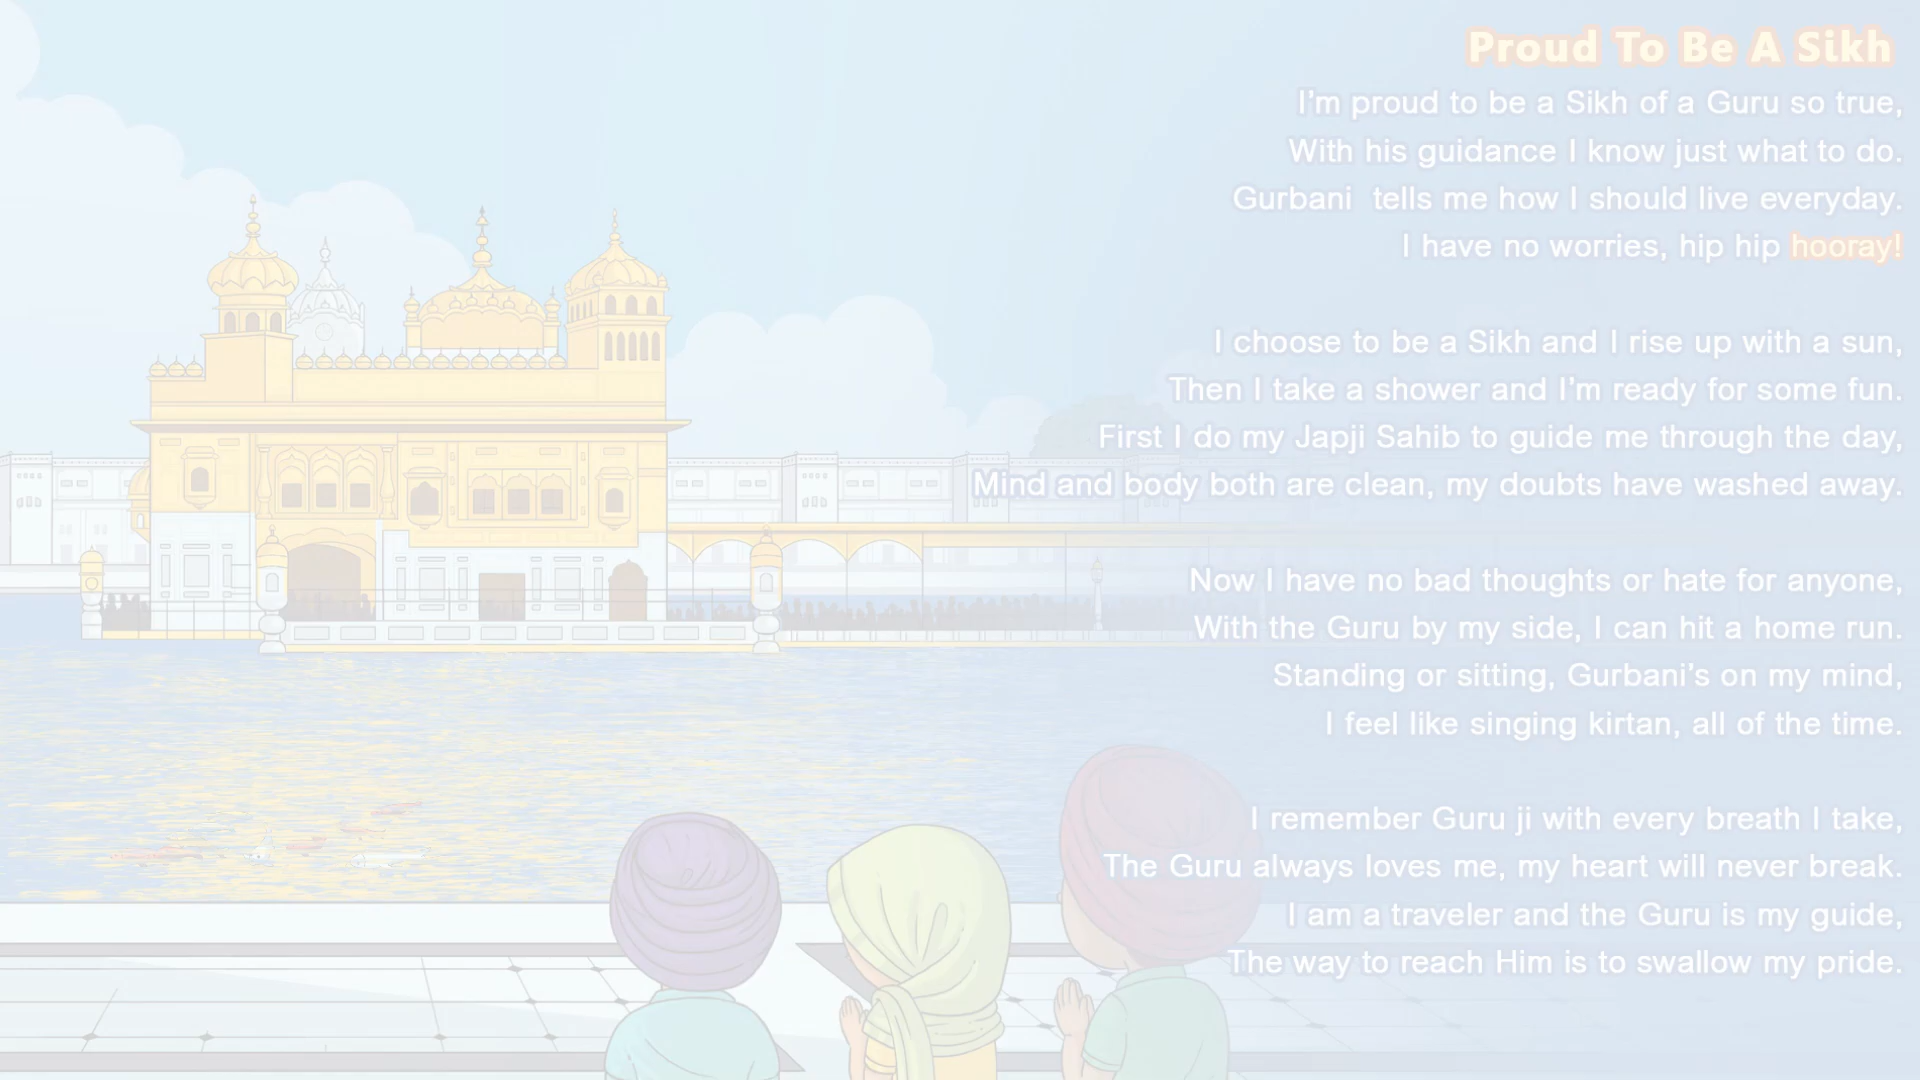 Proud To Be A Sikh
I'm proud to be a Sikh of a Guru so true,
With his guidance I know just what to do.
Gurbani  tells me how I should live everyday.
I have no worries, hip hip hooray!
I choose to be a Sikh and I rise up with a sun,
Then I take a shower and I'm ready for some fun.
First I do my Japji Sahib to guide me through the day,
Mind and body both are clean, my doubts have washed away.
Now I have no bad thoughts or hate for anyone,
With the Guru by my side, I can hit a home run.
Standing or sitting, Gurbani's on my mind,
I feel like singing kirtan, all of the time.
I remember Guru ji with every breath I take,
The Guru always loves me, my heart will never break.
I am a traveler and the Guru is my guide,
The way to reach Him is to swallow my pride.